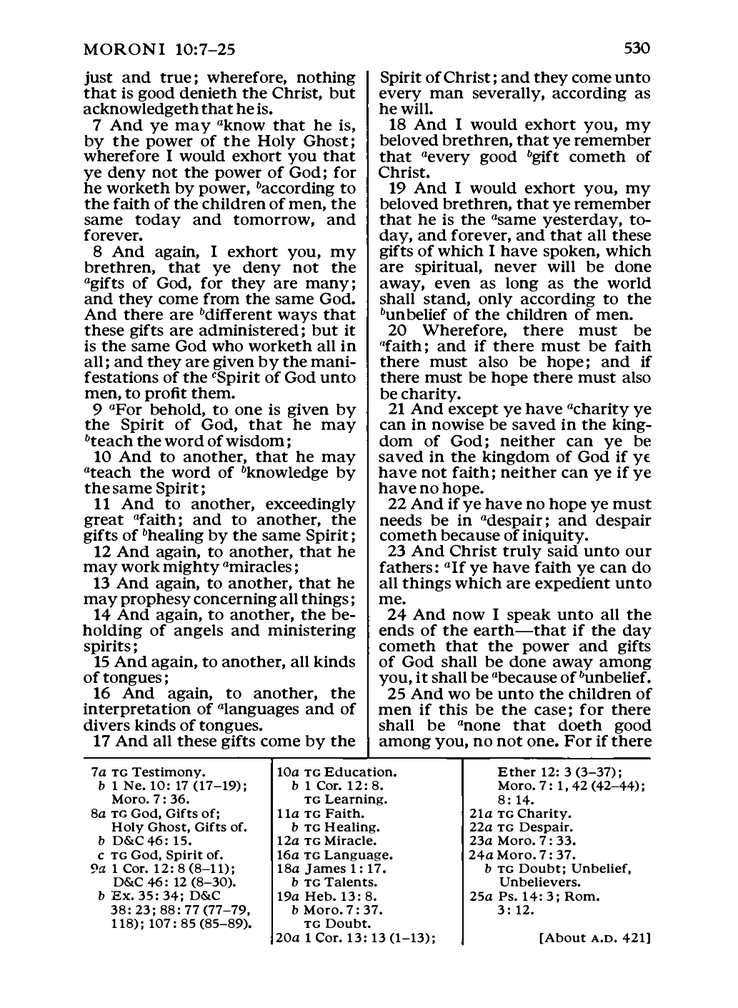 MORONI 10:7–25
530
just and true; wherefore, nothing
that is good denieth the Christ, but
acknowledgeth that he is.
7 And ye may aknow that he is,
by the power of the Holy Ghost;
wherefore I would exhort you that
ye deny not the power of God; for
he worketh by power, baccording to
the faith of the children of men, the
same today and tomorrow, and
forever.
8 And again, I exhort you, my
brethren, that ye deny not the
agifts of God, for they are many;
and they come from the same God.
And there are bdifferent ways that
these gifts are administered; but it
is the same God who worketh all in
all; and they are given by the mani-
festations of the cSpirit of God unto
men, to profit them.
9 aFor behold, to one is given by
the Spirit of God, that he may
bteach the word of wisdom;
10 And to another, that he may
ateach the word of bknowledge by
the same Spirit;
11 And to another, exceedingly
great afaith; and to another, the
gifts of bhealing by the same Spirit;
12 And again, to another, that he
may work mighty amiracles;
13 And again, to another, that he
may prophesy concerning all things;
14 And again, to another, the be-
holding of angels and ministering
spirits;
15 And again, to another, all kinds
of tongues;
16 And again, to another, the
interpretation of alanguages and of
divers kinds of tongues.
17 And all these gifts come by the
Spirit of Christ; and they come unto
every man severally, according as
he will.
18 And I would exhort you, my
beloved brethren, that ye remember
that aevery good bgift cometh of
Christ.
19 And I would exhort you, my
beloved brethren, that ye remember
that he is the asame yesterday, to-
day, and forever, and that all these
gifts of which I have spoken, which
are spiritual, never will be done
away, even as long as the world
shall stand, only according to the
bunbelief of the children of men.
20 Wherefore, there must be
afaith; and if there must be faith
there must also be hope; and if
there must be hope there must also
be charity.
21 And except ye have acharity ye
can in nowise be saved in the king-
dom of God; neither can ye be
saved in the kingdom of God if ye
have not faith; neither can ye if ye
have no hope.
22 And if ye have no hope ye must
needs be in adespair; and despair
cometh because of iniquity.
23 And Christ truly said unto our
fathers: aIf ye have faith ye can do
all things which are expedient unto
me.
24 And now I speak unto all the
ends of the earth—that if the day
cometh that the power and gifts
of God shall be done away among
you, it shall be abecause of bunbelief.
25 And wo be unto the children of
men if this be the case; for there
shall be anone that doeth good
among you, no not one. For if there
7a TG Testimony.
b 1 Ne. 10: 17 (17–19);
Moro. 7: 36.
8a TG God, Gifts of;
Holy Ghost, Gifts of.
b D&C 46: 15.
c TG God, Spirit of.
9a 1 Cor. 12: 8 (8–11);
D&C 46: 12 (8–30).
b Ex. 35: 34; D&C
38: 23; 88: 77 (77–79,
118); 107: 85 (85–89).
10a TG Education.
b 1 Cor. 12: 8.
TG Learning.
11a TG Faith.
b TG Healing.
12a TG Miracle.
16a TG Language.
18a James 1: 17.
b TG Talents.
19a Heb. 13: 8.
b Moro. 7: 37.
TG Doubt.
20a 1 Cor. 13: 13 (1–13);
Ether 12: 3 (3–37);
Moro. 7: 1, 42 (42–44);
8: 14.
21a TG Charity.
22a TG Despair.
23a Moro. 7: 33.
24a Moro. 7: 37.
b TG Doubt; Unbelief,
Unbelievers.
25a Ps. 14: 3; Rom.
3: 12.
[About A.D. 421]